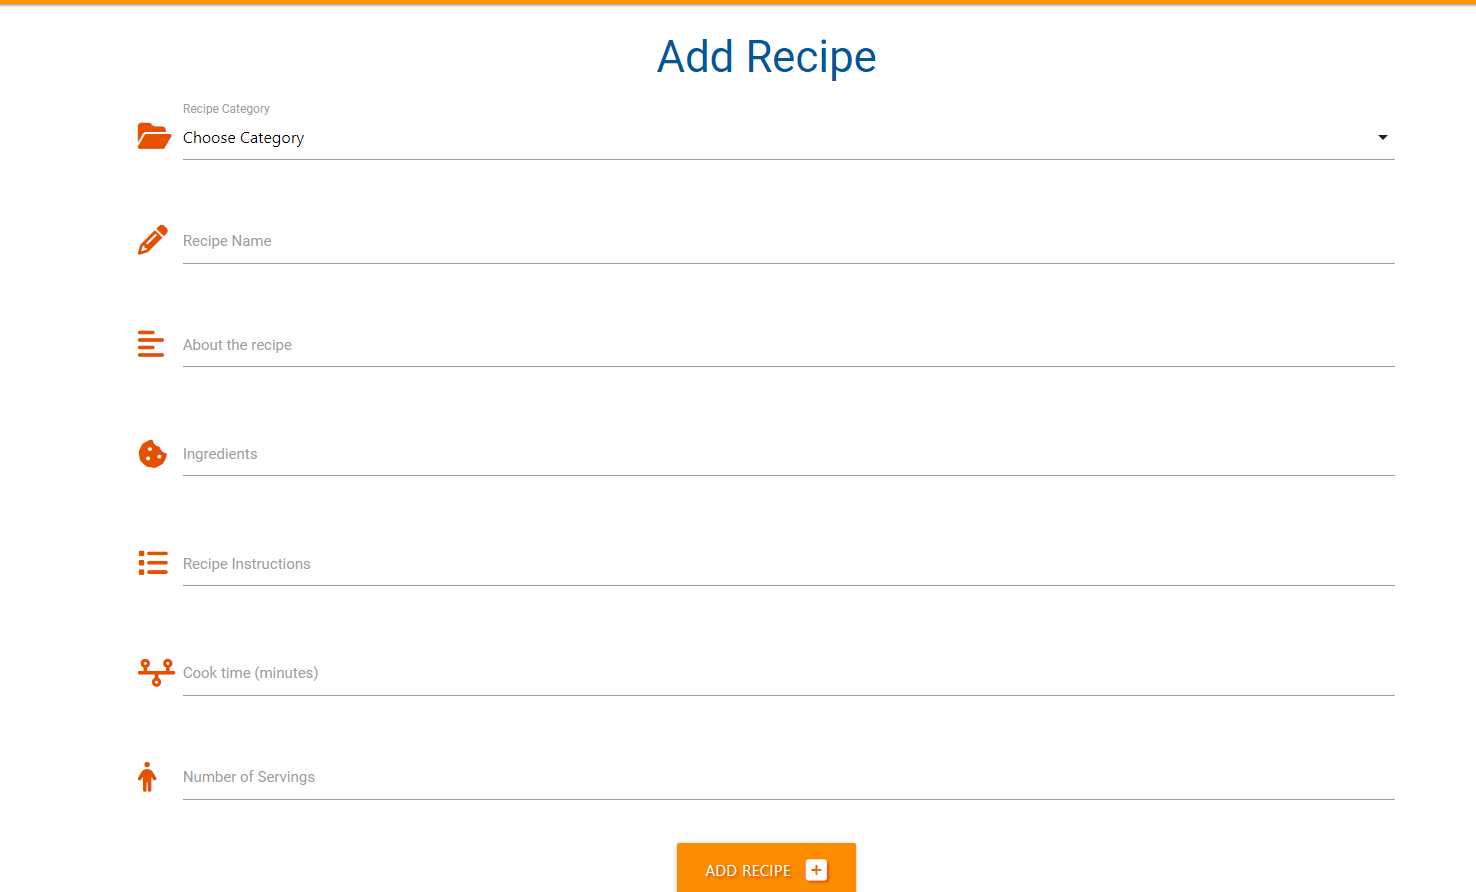 Add Recipe
Recipe Category
Choose Category
Recipe Name
About the recipe
Ingredients
Recipe Instructions
Cook time (minutes)
Number of Servings
ADD RECIPE